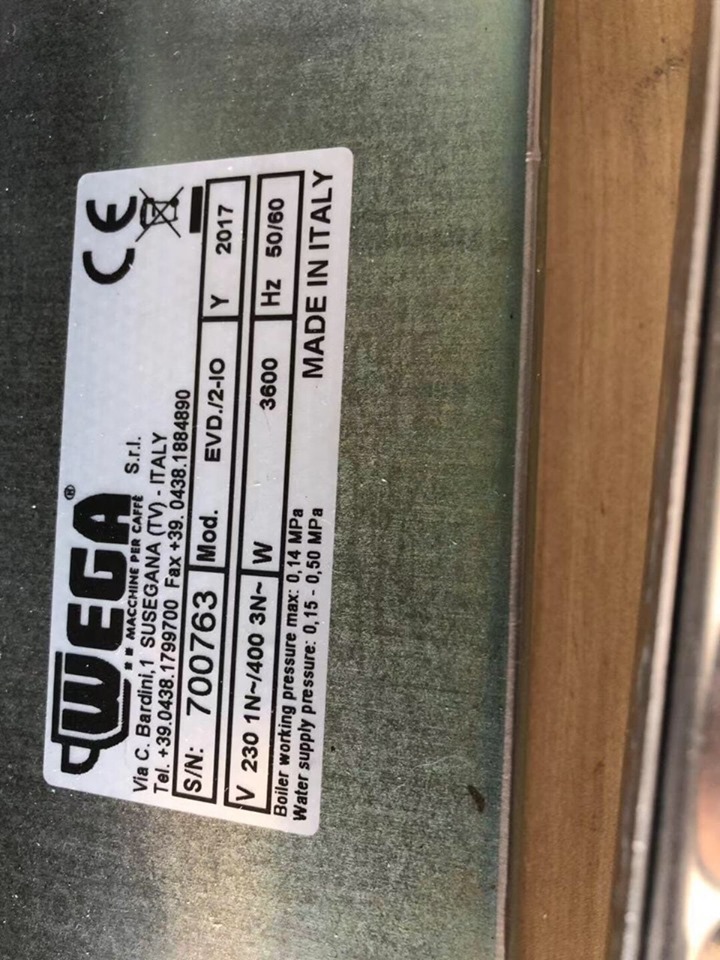 WEGA®
MACCHINE PER CAFFÈ S.r.l.
Via C. Bardini,1 SUSEGANA (TV) - ITALY
Tel. +39.0438.1799700 Fax +39. 0438.1884890
CE
S/N: 700763 Mod. EVD./2-IO Y 2017
V 230 1N~/400 3N~ W 3600 Hz 50/60
Boiler working pressure max: 0,14 MPa
Water supply pressure: 0,15 - 0,50 MPa
MADE IN ITALY